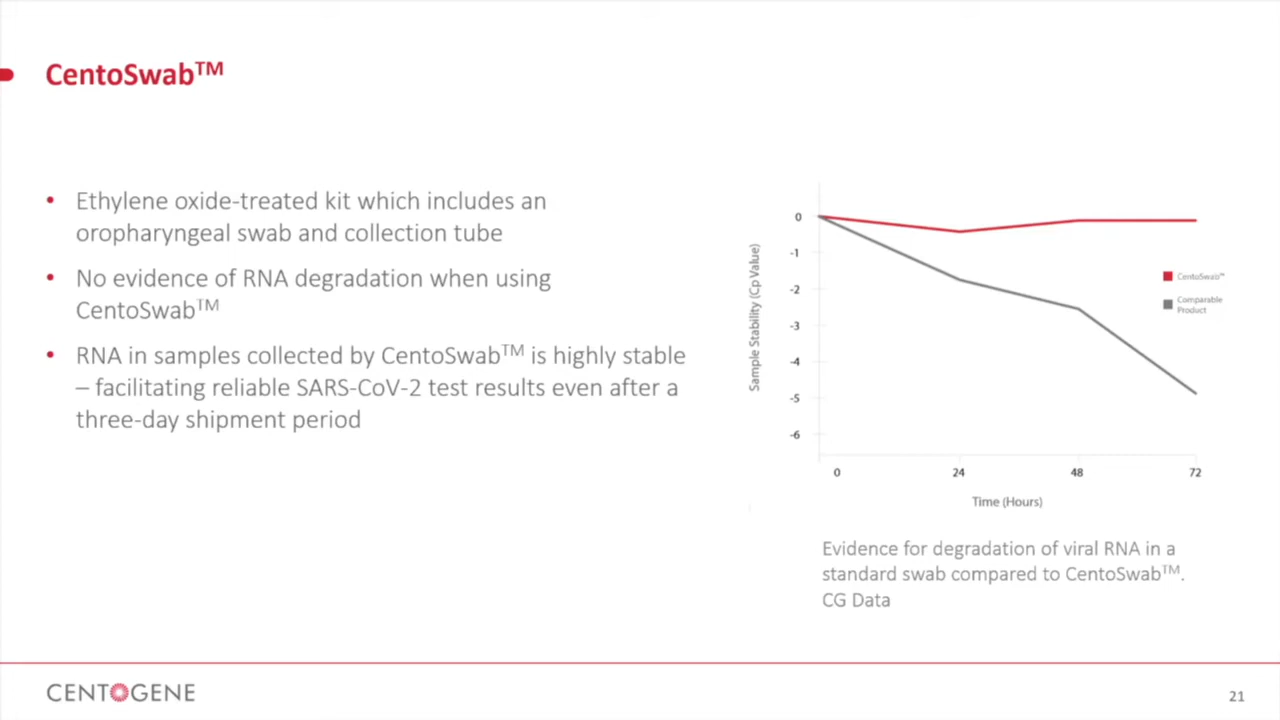 CentoSwab™
• Ethylene oxide-treated kit which includes an
oropharyngeal swab and collection tube
• No evidence of RNA degradation when using
CentoSwab™
• RNA in samples collected by CentoSwab™ is highly stable
– facilitating reliable SARS-CoV-2 test results even after a
three-day shipment period
Sample Stability (Cp Value)
0
-1
-2
-3
-4
-5
-6
0 24 48 72
Time (Hours)
CentoSwab™
Comparable
Product
Evidence for degradation of viral RNA in a
standard swab compared to CentoSwab™.
CG Data
CENTOGENE
21